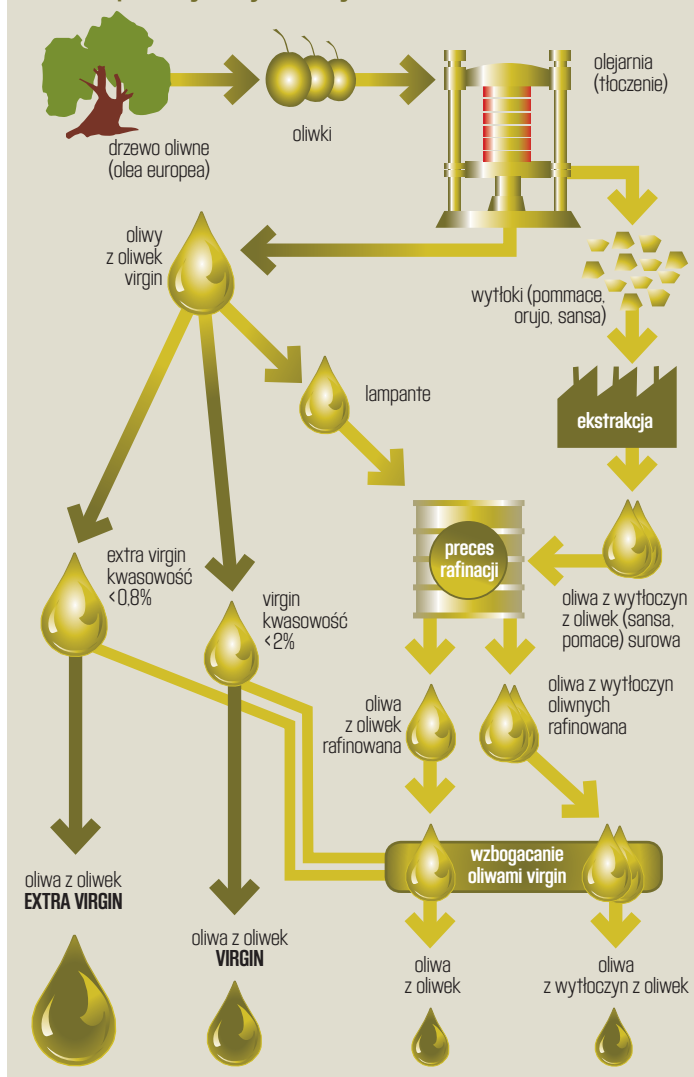 olejarnia
(tłoczenie)
oliwki
drzewo oliwne
(olea europea)
oliwy
z oliwek
virgin
wytłoki (pommace,
orujo, sansa)
lampante
ekstrakcja
extra virgin
kwasowość
<0,8%
virgin
kwasowość
<2%
preces
rafinacji
oliwa z wytłoczyn
z oliwek (sansa,
pomace) surowa
oliwa
z oliwek
rafinowana
oliwa z wytłoczyn
oliwnych
rafinowana
wzbogacanie
oliwami virgin
oliwa z oliwek
EXTRA VIRGIN
oliwa z oliwek
VIRGIN
oliwa
z oliwek
oliwa
z wytłoczyn z oliwek